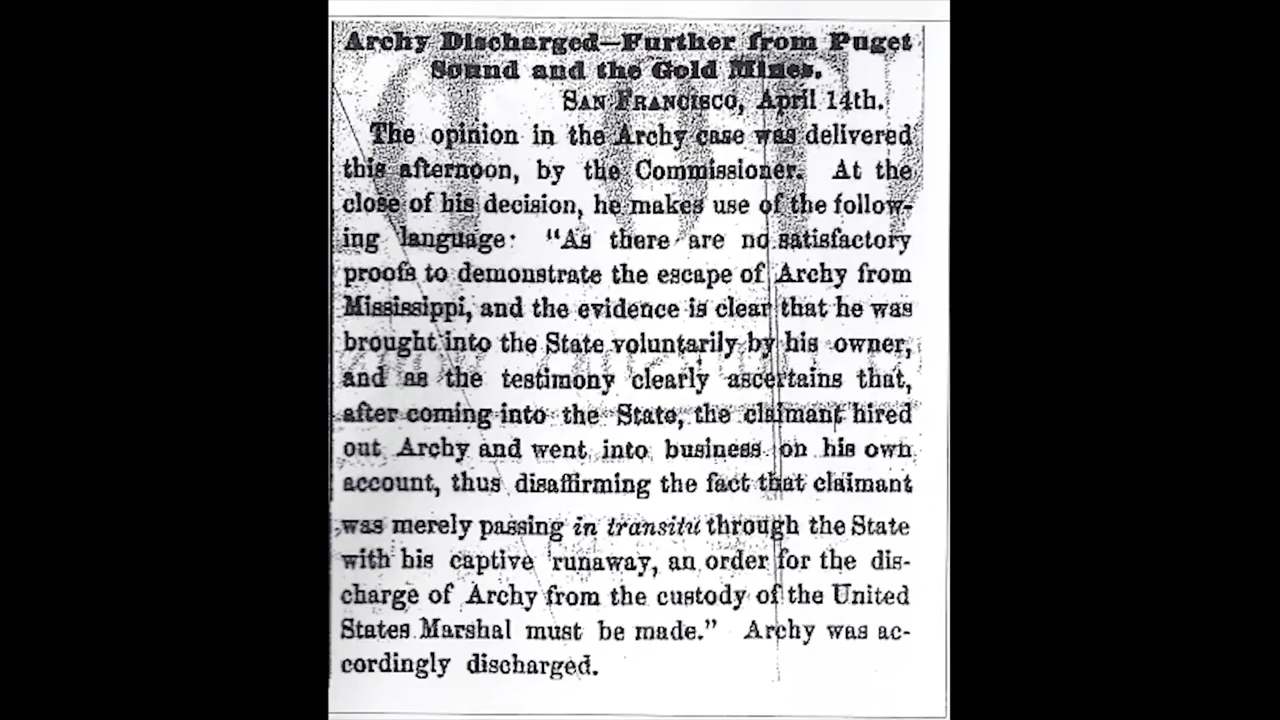 Archy Discharged—Further from Puget
Sound and the Gold Mines.
SAN FRANCISCO, April 14th.
The opinion in the Archy case was delivered
this afternoon, by the Commissioner. At the
close of his decision, he makes use of the follow-
ing language: "As there are no satisfactory
proofs to demonstrate the escape of Archy from
Mississippi, and the evidence is clear that he was
brought into the State voluntarily by his owner,
and as the testimony clearly ascertains that,
after coming into the State, the claimant hired
out Archy and went into business on his own
account, thus disaffirming the fact that claimant
was merely passing in transitu through the State
with his captive runaway, an order for the dis-
charge of Archy from the custody of the United
States Marshal must be made." Archy was ac-
cordingly discharged.